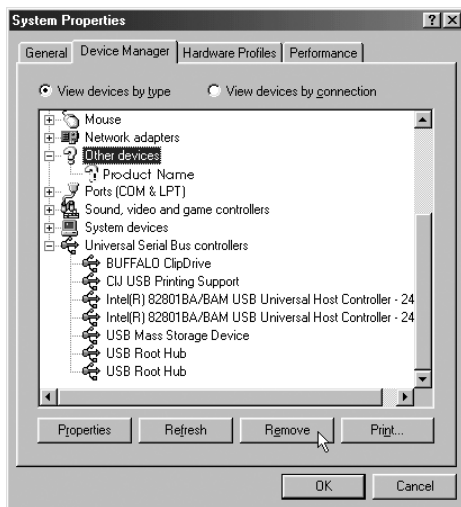 System Properties
General Device Manager Hardware Profiles Performance
View devices by type View devices by connection
Mouse
Network adapters
Other devices
Product Name
Ports (COM & LPT)
Sound, video and game controllers
System devices
Universal Serial Bus controllers
BUFFALO ClipDrive
CIJ USB Printing Support
Intel(R) 82801BA/BAM USB Universal Host Controller - 24
Intel(R) 82801BA/BAM USB Universal Host Controller - 24
USB Mass Storage Device
USB Root Hub
USB Root Hub
Properties Refresh Remove Print...
OK Cancel